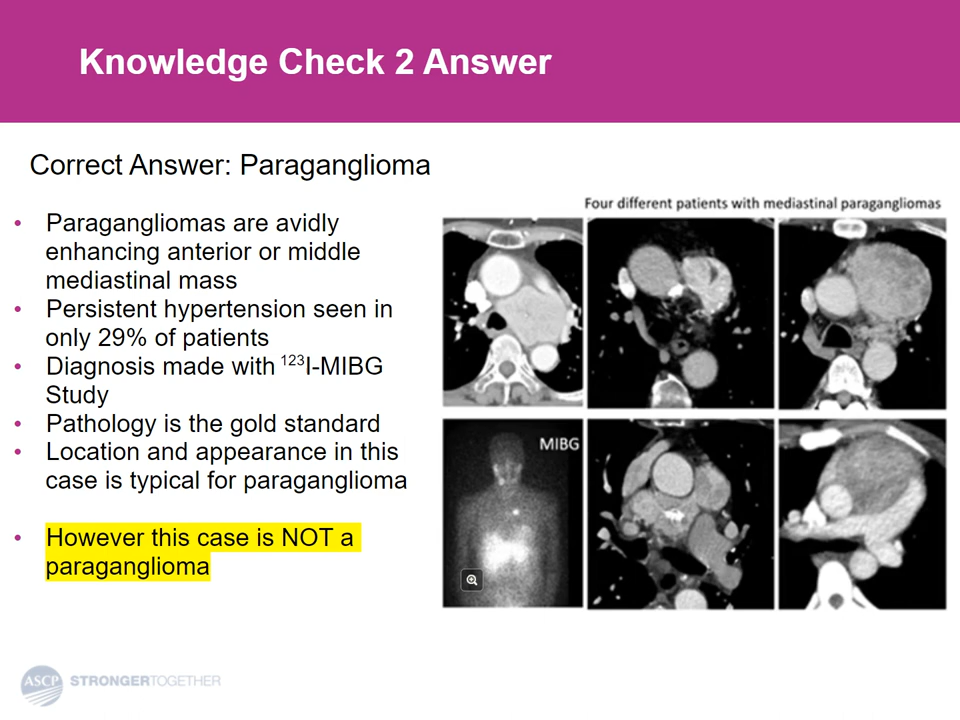 Knowledge Check 2 Answer
Correct Answer: Paraganglioma
• Paragangliomas are avidly
enhancing anterior or middle
mediastinal mass
• Persistent hypertension seen in
only 29% of patients
• Diagnosis made with ¹²³I-MIBG
Study
• Pathology is the gold standard
• Location and appearance in this
case is typical for paraganglioma
• However this case is NOT a
paraganglioma
Four different patients with mediastinal paragangliomas
MIBG
ASCP STRONGERTOGETHER